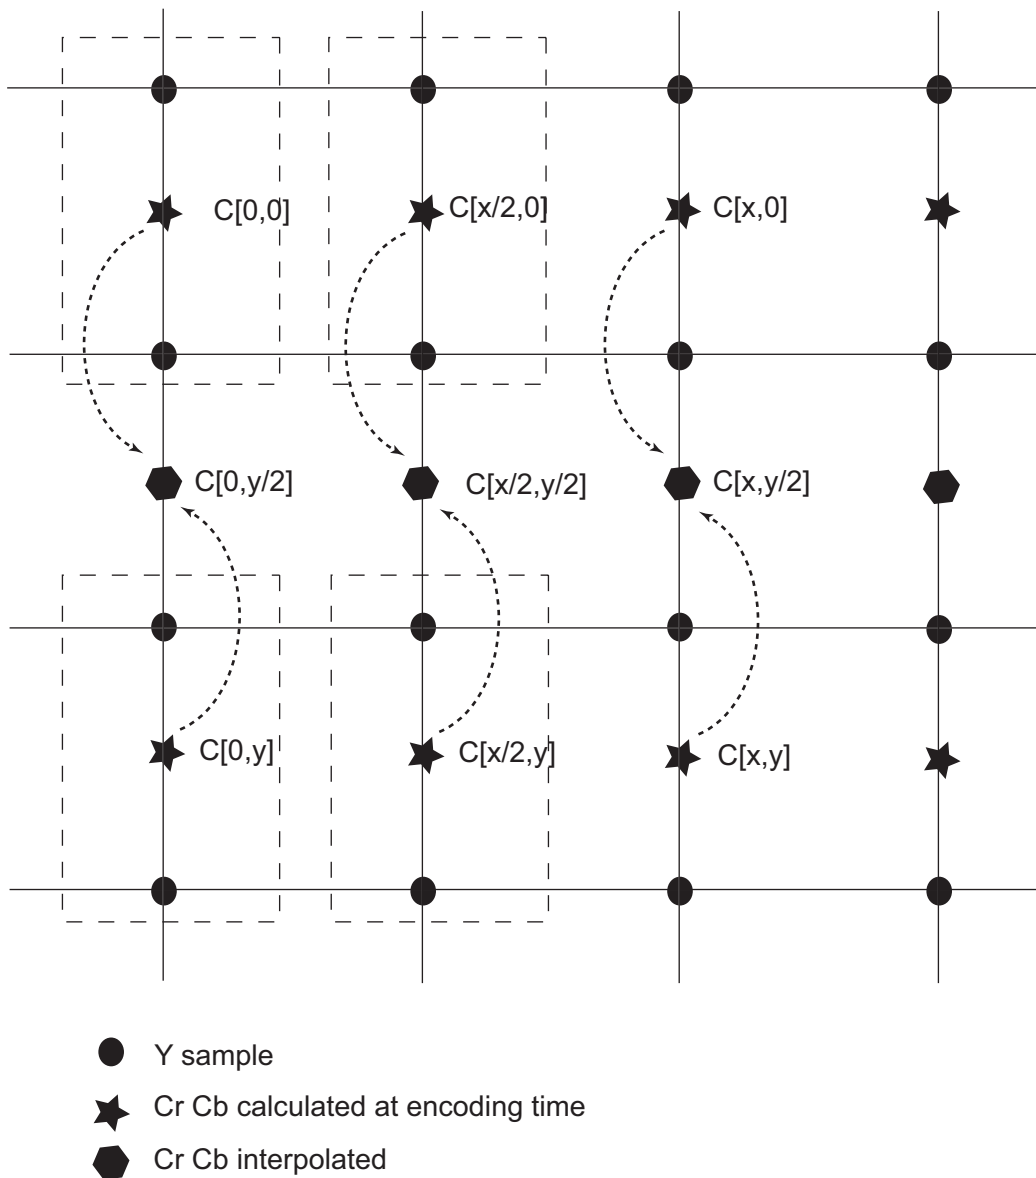 C[0,0]
C[x/2,0]
C[x,0]
C[0,y/2]
C[x/2,y/2]
C[x,y/2]
C[0,y]
C[x/2,y]
C[x,y]
Y sample
Cr Cb calculated at encoding time
Cr Cb interpolated